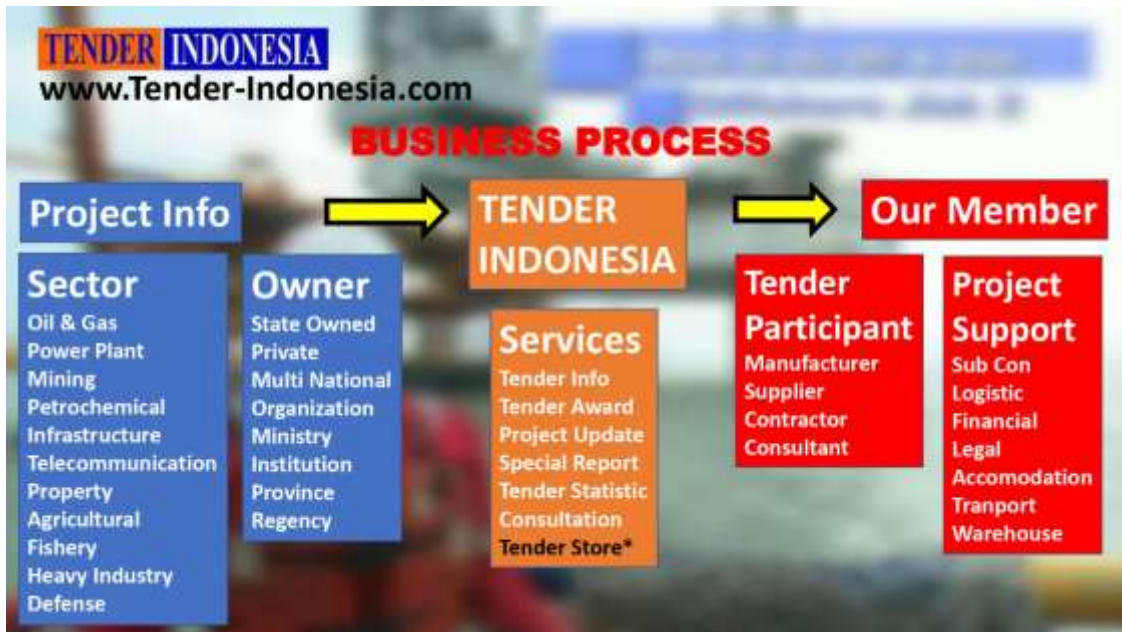 TENDER INDONESIA
www.Tender-Indonesia.com
BUSINESS PROCESS
Project Info
Sector
Oil & Gas
Power Plant
Mining
Petrochemical
Infrastructure
Telecommunication
Property
Agricultural
Fishery
Heavy Industry
Defense
Owner
State Owned
Private
Multi National
Organization
Ministry
Institution
Province
Regency
TENDER
INDONESIA
Services
Tender Info
Tender Award
Project Update
Special Report
Tender Statistic
Consultation
Tender Store*
Our Member
Tender
Participant
Manufacturer
Supplier
Contractor
Consultant
Project
Support
Sub Con
Logistic
Financial
Legal
Accomodation
Tranport
Warehouse